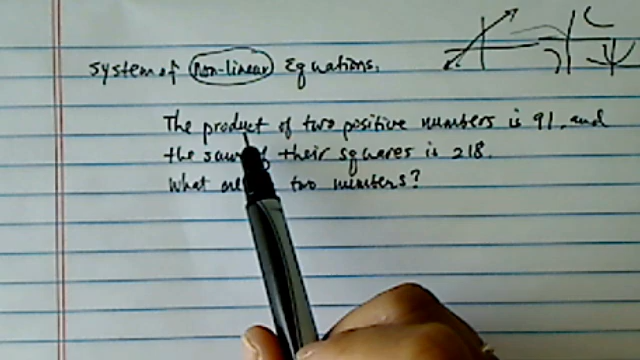 System of non-linear Equations.
The product of two positive numbers is 91, and
the sum of their squares is 218.
What are two numbers?